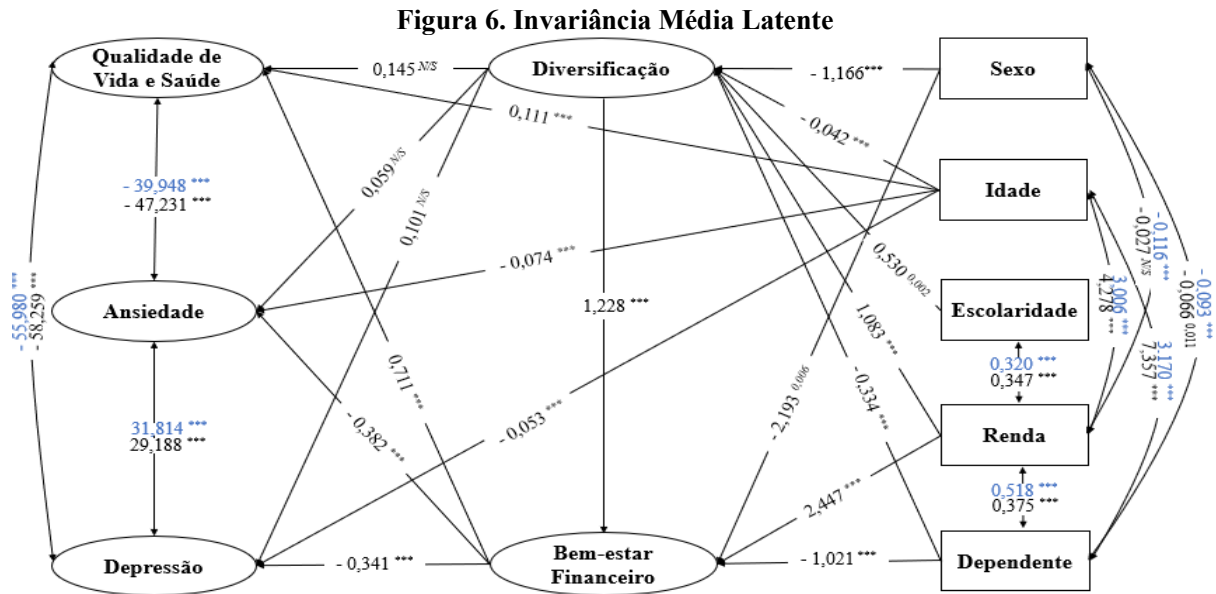 Figura 6. Invariância Média Latente
Qualidade de
Vida e Saúde
0,145 N/S
Diversificação
- 1,166 ***
Sexo
0,111 ***
- 0,042 ***
0,059 N/S
- 39,948 ***
- 47,231 ***
0,101 N/S
Idade
- 0,116 ***
- 0,027 N/S
- 0,093 ***
- 0,066 0,011
- 0,074 ***
0,530 0,002
3,006 ***
4,278 ***
- 55,980 ***
- 58,259 ***
Ansiedade
1,228 ***
Escolaridade
1,083 ***
3,170 ***
7,357 ***
0,320 ***
0,347 ***
0,711 ***
- 0,334 ***
- 2,193 0,006
31,814 ***
29,188 ***
- 0,382 ***
- 0,053 ***
Renda
2,447 ***
0,518 ***
0,375 ***
Depressão
- 0,341 ***
Bem-estar
Financeiro
- 1,021 ***
Dependente